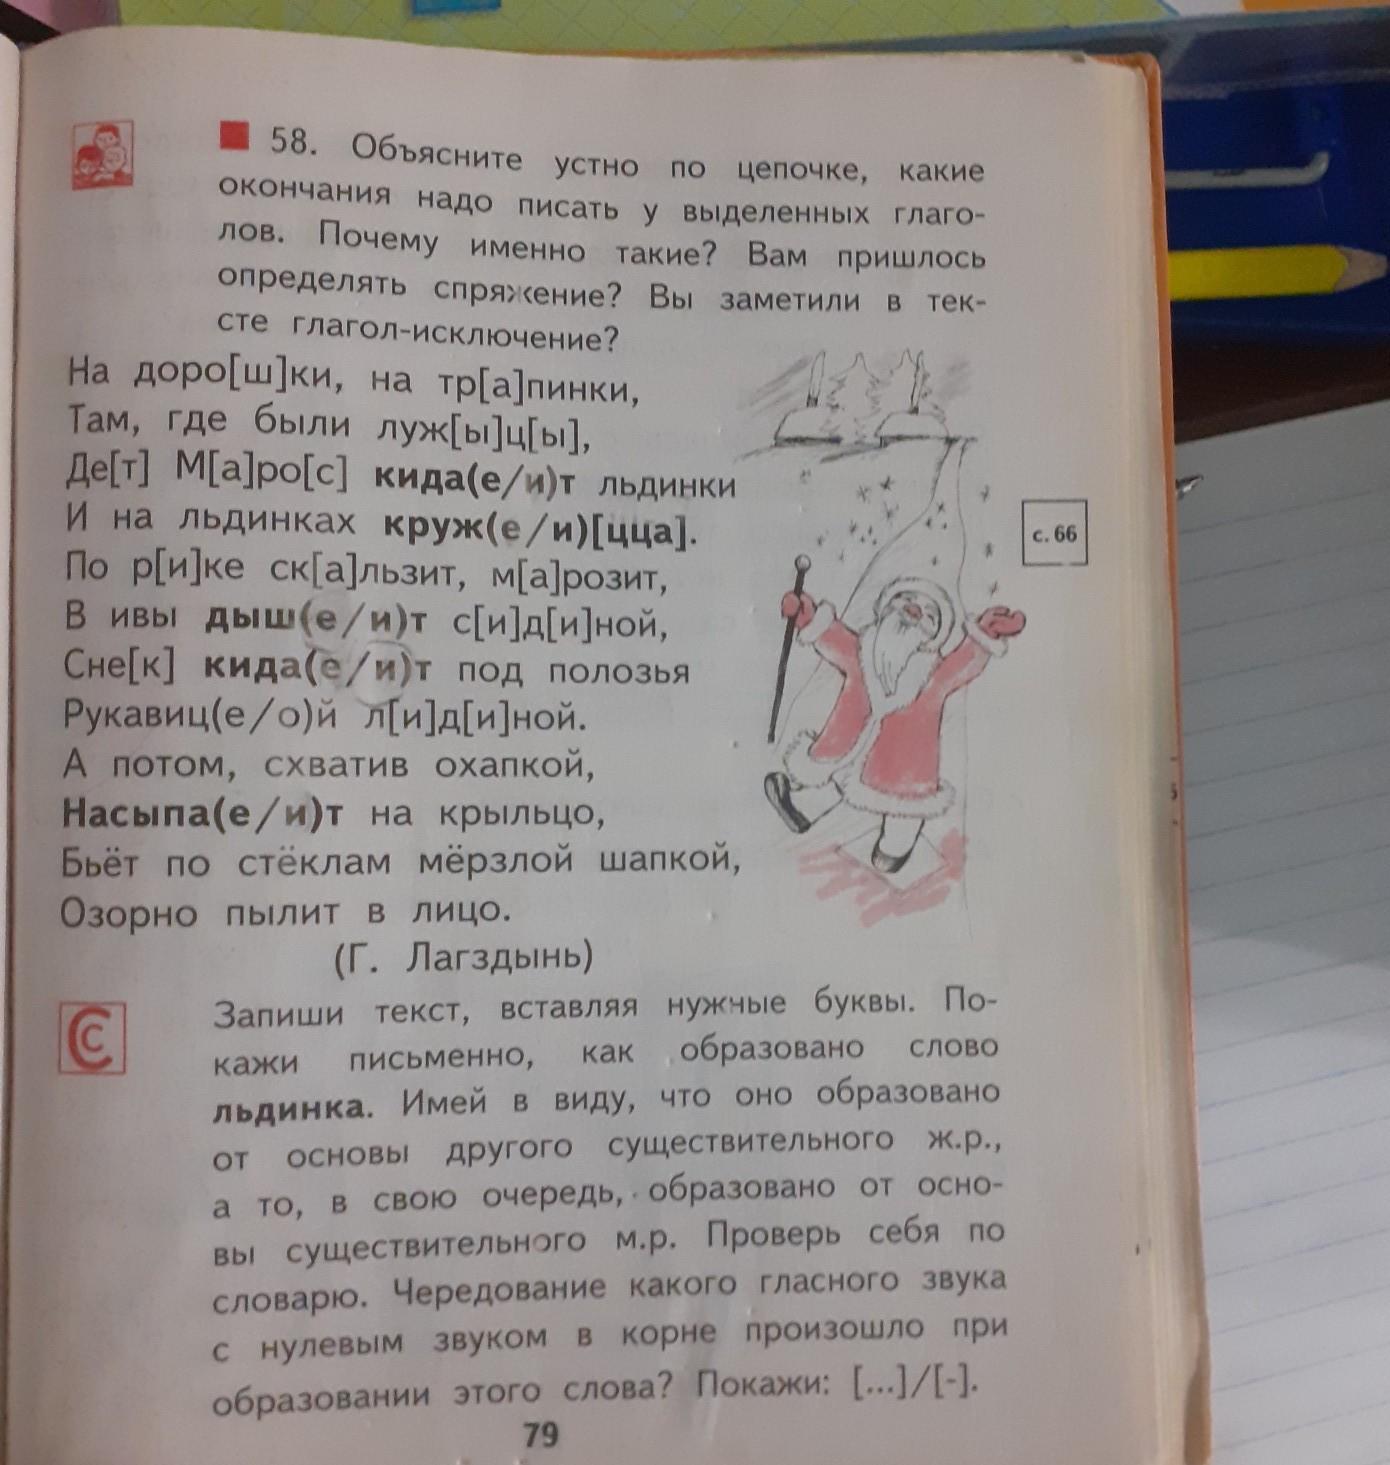 58. Объясните устно по цепочке, какие
окончания надо писать у выделенных глаго-
лов. Почему именно такие? Вам пришлось
определять спряжение? Вы заметили в тек-
сте глагол-исключение?
На доро[ш]ки, на тр[а]пинки,
Там, где были луж[ы]ц[ы],
Де[т] М[а]ро[с] кида(е/и)т льдинки
И на льдинках круж(е/и)[цца].
с. 66
По р[и]ке ск[а]льзит, м[а]розит,
В ивы дыш(е/и)т с[и]д[и]ной,
Сне[к] кида(е/и)т под полозья
Рукавиц(е/о)й л[и]д[и]ной.
А потом, схватив охапкой,
Насыпа(е/и)т на крыльцо,
Бьёт по стёклам мёрзлой шапкой,
Озорно пылит в лицо.
(Г. Лагздынь)
С
Запиши текст, вставляя нужные буквы. По-
кажи письменно, как образовано слово
льдинка. Имей в виду, что оно образовано
от основы другого существительного ж.р.,
а то, в свою очередь, образовано от осно-
вы существительного м.р. Проверь себя по
словарю. Чередование какого гласного звука
с нулевым звуком в корне произошло при
образовании этого слова? Покажи: [...]/[-].
79